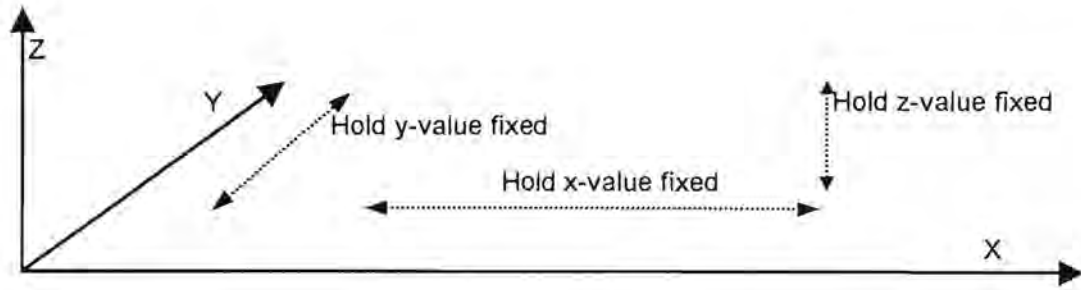 Z
Y
Hold y-value fixed
Hold z-value fixed
Hold x-value fixed
X